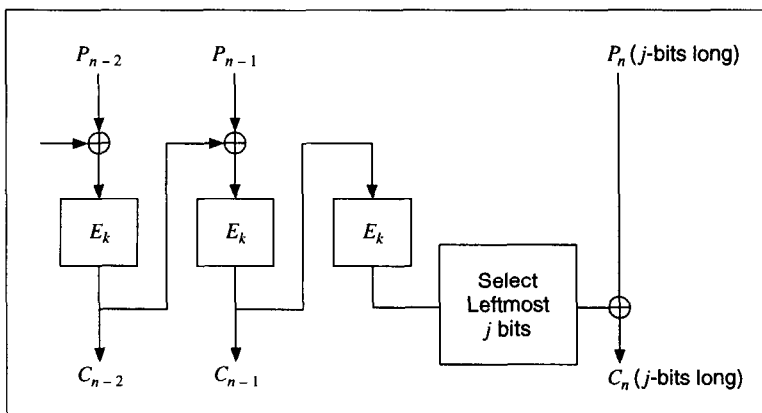 P_{n-2} P_{n-1} P_n (j-bits long)
E_k E_k E_k
Select
Leftmost
j bits
C_{n-2} C_{n-1} C_n (j-bits long)